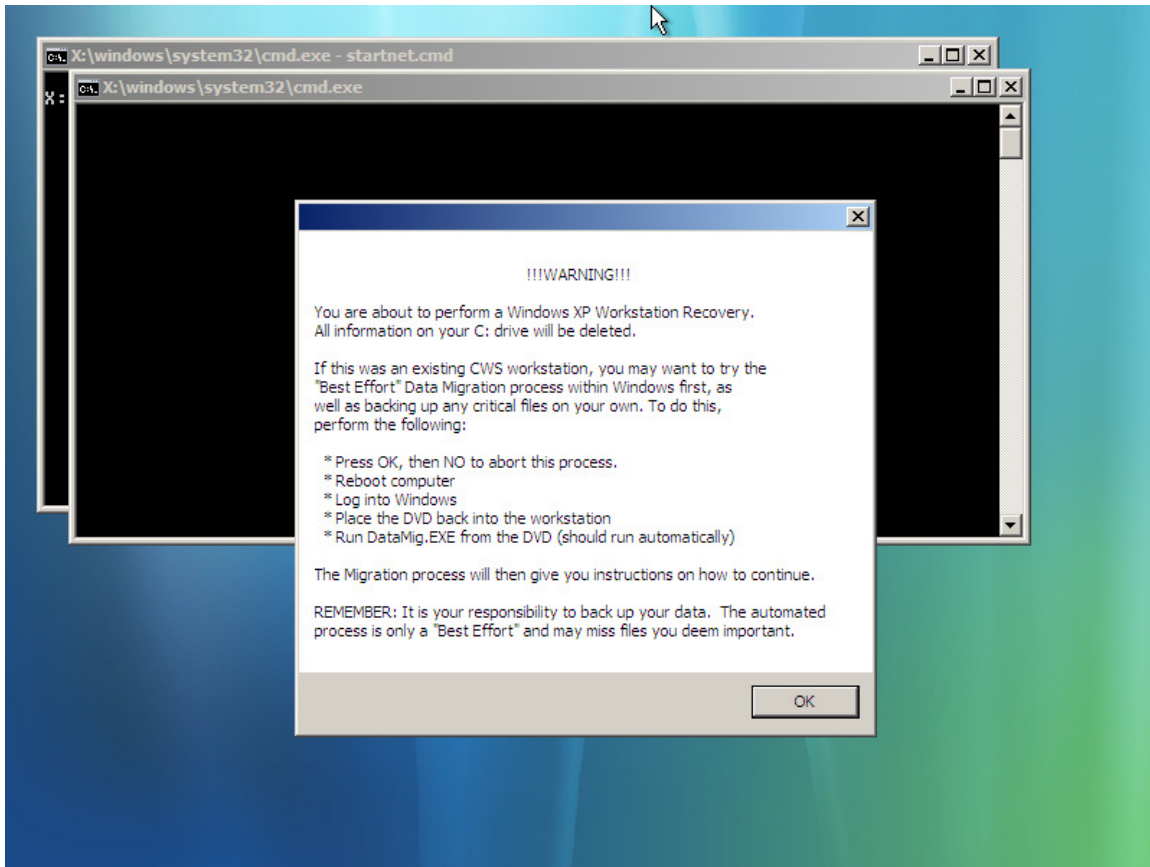 X:\windows\system32\cmd.exe - startnet.cmd
X:\windows\system32\cmd.exe
X:
!!!WARNING!!!
You are about to perform a Windows XP Workstation Recovery.
All information on your C: drive will be deleted.
If this was an existing CWS workstation, you may want to try the
"Best Effort" Data Migration process within Windows first, as
well as backing up any critical files on your own. To do this,
perform the following:
* Press OK, then NO to abort this process.
* Reboot computer
* Log into Windows
* Place the DVD back into the workstation
* Run DataMig.EXE from the DVD (should run automatically)
The Migration process will then give you instructions on how to continue.
REMEMBER: It is your responsibility to back up your data. The automated
process is only a "Best Effort" and may miss files you deem important.
OK